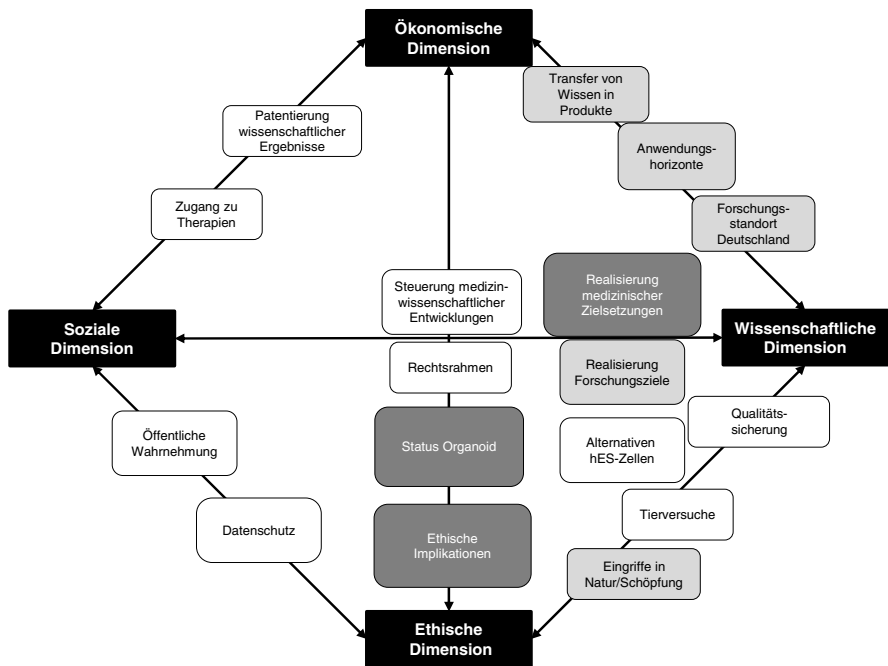 Ökonomische
Dimension
Transfer von
Wissen in
Produkte
Patentierung
wissenschaftlicher
Ergebnisse
Anwendungs-
horizonte
Zugang zu
Therapien
Forschungs-
standort
Deutschland
Steuerung medizin-
wissenschaftlicher
Entwicklungen
Realisierung
medizinischer
Zielsetzungen
Soziale
Dimension
Wissenschaftliche
Dimension
Rechtsrahmen
Realisierung
Forschungsziele
Öffentliche
Wahrnehmung
Status Organoid
Alternativen
hES-Zellen
Qualitäts-
sicherung
Datenschutz
Tierversuche
Ethische
Implikationen
Eingriffe in
Natur/Schöpfung
Ethische
Dimension